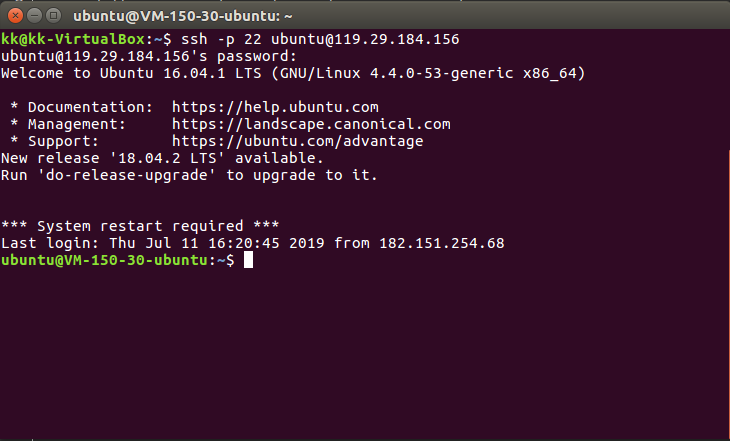 ubuntu@VM-150-30-ubuntu: ~
kk@kk-VirtualBox:~$ ssh -p 22 ubuntu@119.29.184.156
ubuntu@119.29.184.156's password:
Welcome to Ubuntu 16.04.1 LTS (GNU/Linux 4.4.0-53-generic x86_64)
* Documentation:  https://help.ubuntu.com
* Management:     https://landscape.canonical.com
* Support:        https://ubuntu.com/advantage
New release '18.04.2 LTS' available.
Run 'do-release-upgrade' to upgrade to it.
*** System restart required ***
Last login: Thu Jul 11 16:20:45 2019 from 182.151.254.68
ubuntu@VM-150-30-ubuntu:~$